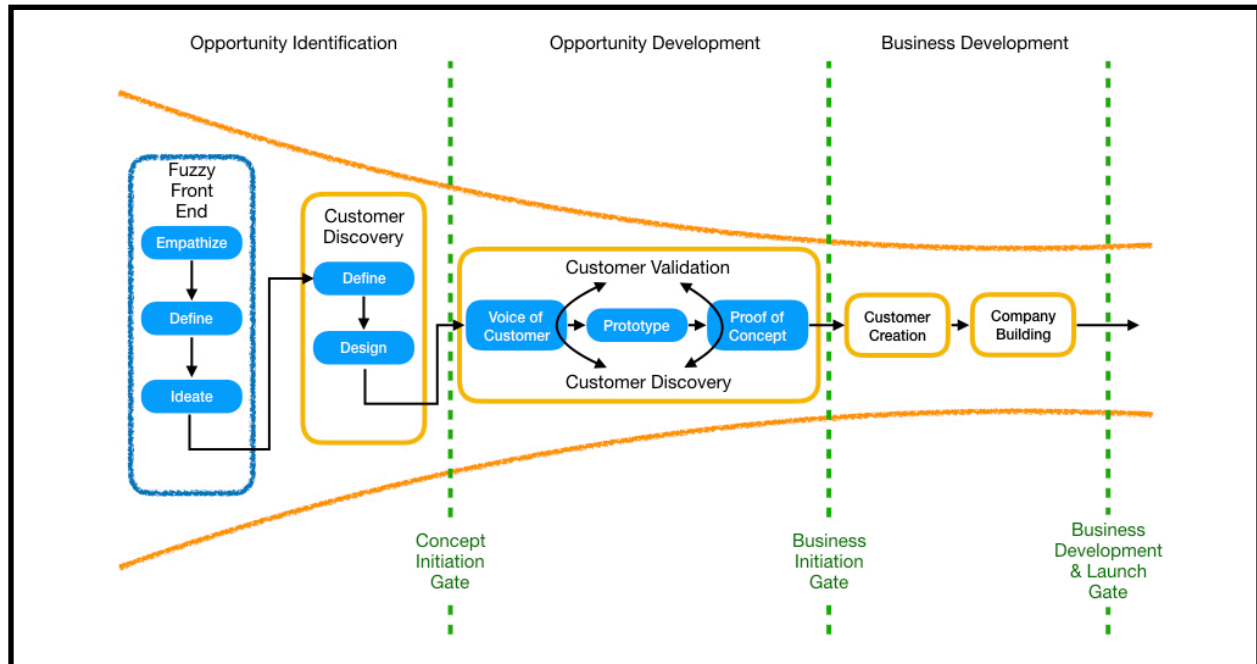 Opportunity Identification
Opportunity Development
Business Development
Fuzzy
Front
End
Empathize
Define
Ideate
Customer
Discovery
Define
Design
Customer Validation
Voice of
Customer
Prototype
Proof of
Concept
Customer Discovery
Customer
Creation
Company
Building
Concept
Initiation
Gate
Business
Initiation
Gate
Business
Development
& Launch
Gate